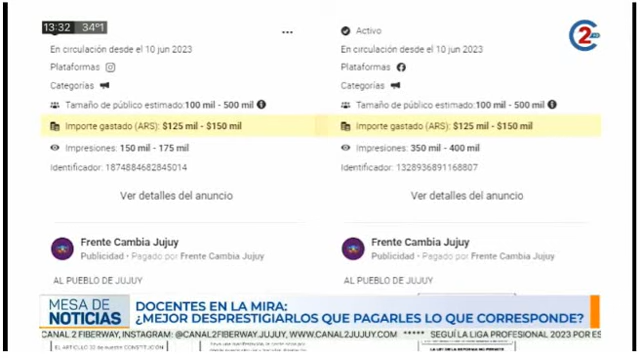 13:32 34°1
2
En circulación desde el 10 jun 2023
Plataformas
Categorías
Tamaño de público estimado:100 mil - 500 mil
Importe gastado (ARS): $125 mil - $150 mil
Impresiones: 150 mil - 175 mil
Identificador: 1874884682845014
Ver detalles del anuncio
Frente Cambia Jujuy
Publicidad • Pagado por Frente Cambia Jujuy
AL PUEBLO DE JUJUY
Activo
En circulación desde el 10 jun 2023
Plataformas
Categorías
Tamaño de público estimado:100 mil - 500 mil
Importe gastado (ARS): $125 mil - $150 mil
Impresiones: 350 mil - 400 mil
Identificador: 1328936891168807
Ver detalles del anuncio
Frente Cambia Jujuy
Publicidad • Pagado por Frente Cambia Jujuy
AL PUEBLO DE JUJUY
MESA DE
NOTICIAS
DOCENTES EN LA MIRA:
¿MEJOR DESPRESTIGIARLOS QUE PAGARLES LO QUE CORRESPONDE?
CANAL 2 FIBERWAY, INSTAGRAM: @CANAL2FIBERWAY.JUJUY, WWW.CANAL2JUJUY.COM ***** SEGUÍ LA LIGA PROFESIONAL 2023 POR ES